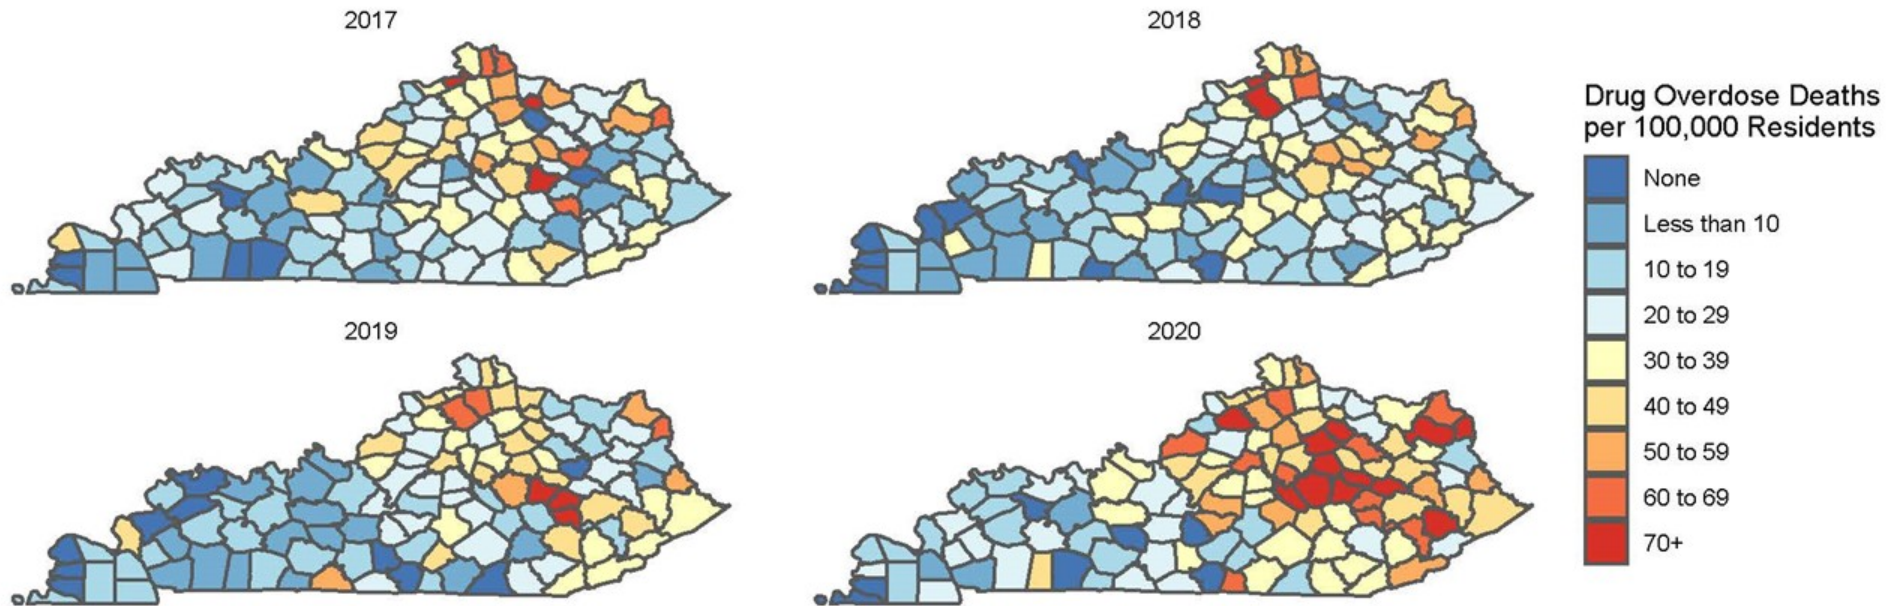 2017
2018
2019
2020
Drug Overdose Deaths
per 100,000 Residents
None
Less than 10
10 to 19
20 to 29
30 to 39
40 to 49
50 to 59
60 to 69
70+